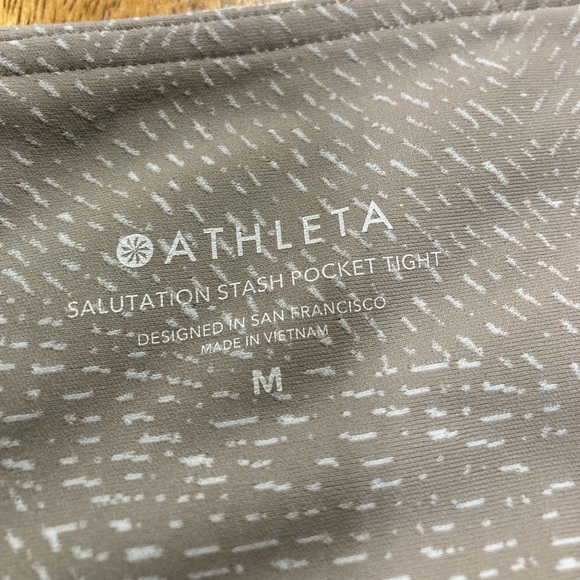 ATHLETA
SALUTATION STASH POCKET TIGHT
DESIGNED IN SAN FRANCISCO
MADE IN VIETNAM
M